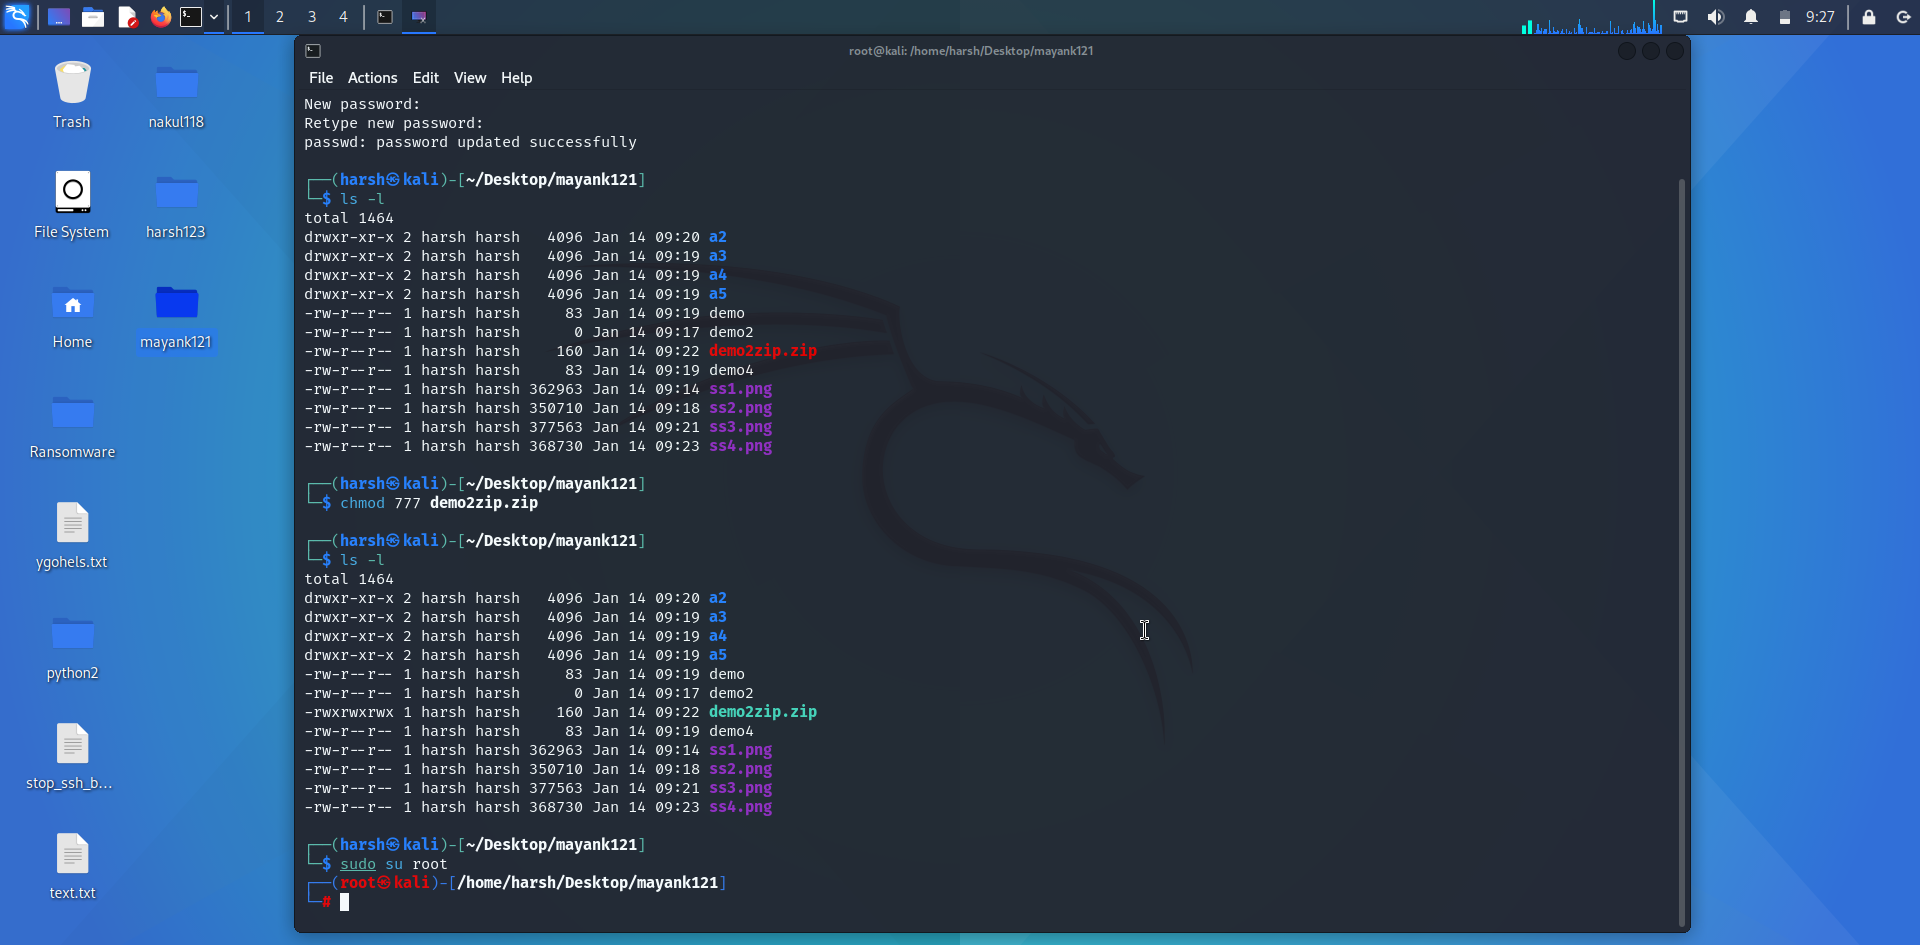 1 2 3 4 9:27
root@kali: /home/harsh/Desktop/mayank121
File Actions Edit View Help
Trash
nakul118
File System
harsh123
Home
mayank121
Ransomware
ygohels.txt
python2
stop_ssh_b...
text.txt
New password:
Retype new password:
passwd: password updated successfully
┌──(harsh㉿kali)-[~/Desktop/mayank121]
└─$ ls -l
total 1464
drwxr-xr-x 2 harsh harsh   4096 Jan 14 09:20 a2
drwxr-xr-x 2 harsh harsh   4096 Jan 14 09:19 a3
drwxr-xr-x 2 harsh harsh   4096 Jan 14 09:19 a4
drwxr-xr-x 2 harsh harsh   4096 Jan 14 09:19 a5
-rw-r--r-- 1 harsh harsh     83 Jan 14 09:19 demo
-rw-r--r-- 1 harsh harsh      0 Jan 14 09:17 demo2
-rw-r--r-- 1 harsh harsh    160 Jan 14 09:22 demo2zip.zip
-rw-r--r-- 1 harsh harsh     83 Jan 14 09:19 demo4
-rw-r--r-- 1 harsh harsh 362963 Jan 14 09:14 ss1.png
-rw-r--r-- 1 harsh harsh 350710 Jan 14 09:18 ss2.png
-rw-r--r-- 1 harsh harsh 377563 Jan 14 09:21 ss3.png
-rw-r--r-- 1 harsh harsh 368730 Jan 14 09:23 ss4.png
┌──(harsh㉿kali)-[~/Desktop/mayank121]
└─$ chmod 777 demo2zip.zip
┌──(harsh㉿kali)-[~/Desktop/mayank121]
└─$ ls -l
total 1464
drwxr-xr-x 2 harsh harsh   4096 Jan 14 09:20 a2
drwxr-xr-x 2 harsh harsh   4096 Jan 14 09:19 a3
drwxr-xr-x 2 harsh harsh   4096 Jan 14 09:19 a4
drwxr-xr-x 2 harsh harsh   4096 Jan 14 09:19 a5
-rw-r--r-- 1 harsh harsh     83 Jan 14 09:19 demo
-rw-r--r-- 1 harsh harsh      0 Jan 14 09:17 demo2
-rwxrwxrwx 1 harsh harsh    160 Jan 14 09:22 demo2zip.zip
-rw-r--r-- 1 harsh harsh     83 Jan 14 09:19 demo4
-rw-r--r-- 1 harsh harsh 362963 Jan 14 09:14 ss1.png
-rw-r--r-- 1 harsh harsh 350710 Jan 14 09:18 ss2.png
-rw-r--r-- 1 harsh harsh 377563 Jan 14 09:21 ss3.png
-rw-r--r-- 1 harsh harsh 368730 Jan 14 09:23 ss4.png
┌──(harsh㉿kali)-[~/Desktop/mayank121]
└─$ sudo su root
┌──(root㉿kali)-[/home/harsh/Desktop/mayank121]
└─#